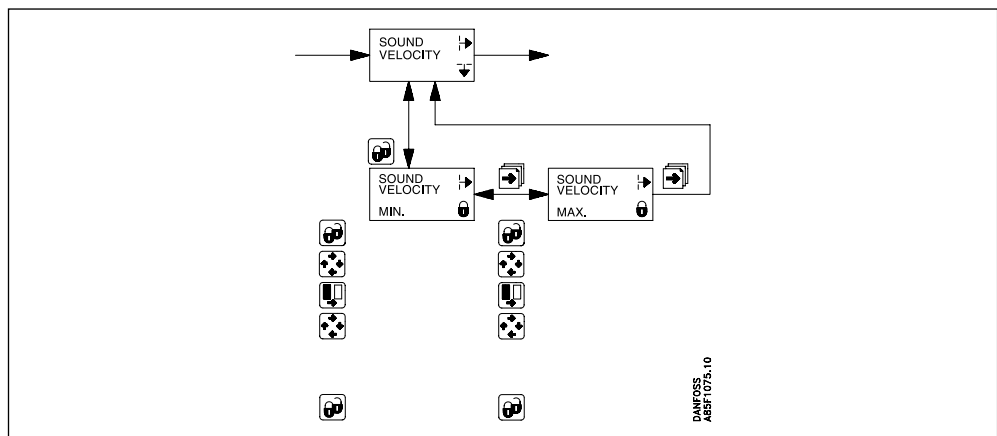 SOUND
VELOCITY
SOUND
VELOCITY
MIN.
SOUND
VELOCITY
MAX.
DANFOSS
A85F1075.10